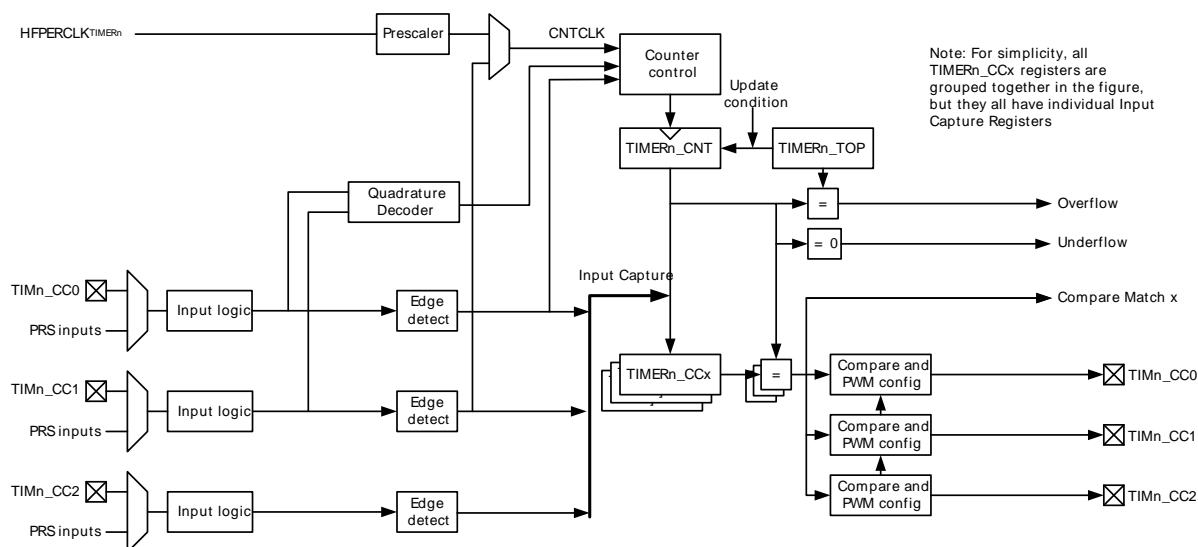 HFPERCLKTIMERn
Prescaler
CNTCLK
Counter
control
Note: For simplicity, all
TIMERn_CCx registers are
grouped together in the figure,
but they all have individual Input
Capture Registers
Update
condition
TIMERn_CNT
TIMERn_TOP
Quadrature
Decoder
=
Overflow
= 0
Underflow
Input Capture
TIMn_CC0
PRS inputs
Input logic
Edge
detect
Compare Match x
TIMERn_CCx
=
Compare and
PWM config
TIMn_CC0
TIMn_CC1
PRS inputs
Input logic
Edge
detect
Compare and
PWM config
TIMn_CC1
TIMn_CC2
PRS inputs
Input logic
Edge
detect
Compare and
PWM config
TIMn_CC2